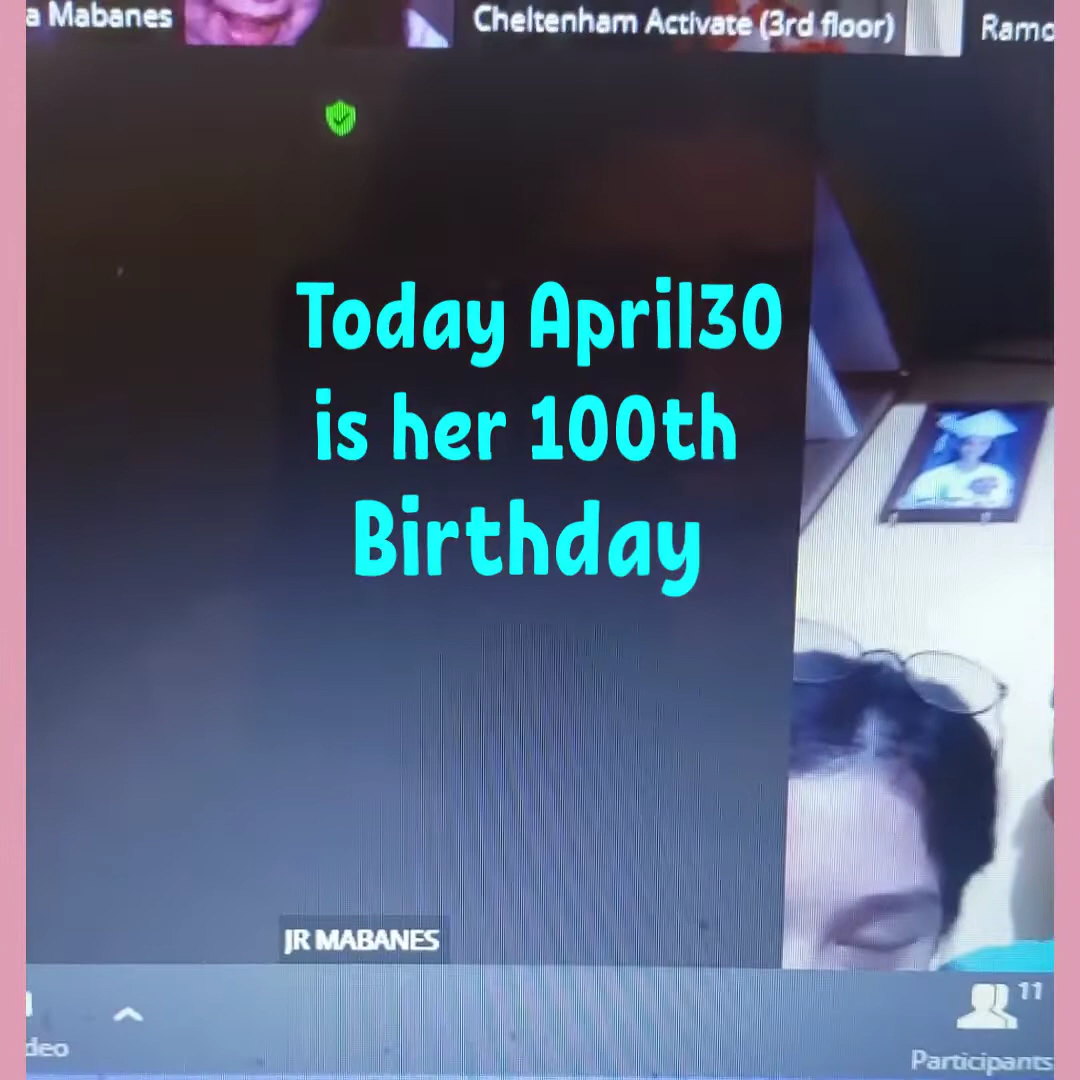 a Mabanes
Cheltenham Activate (3rd floor)
Ramo
Today April30
is her 100th
Birthday
JR MABANES
deo
11
Participants